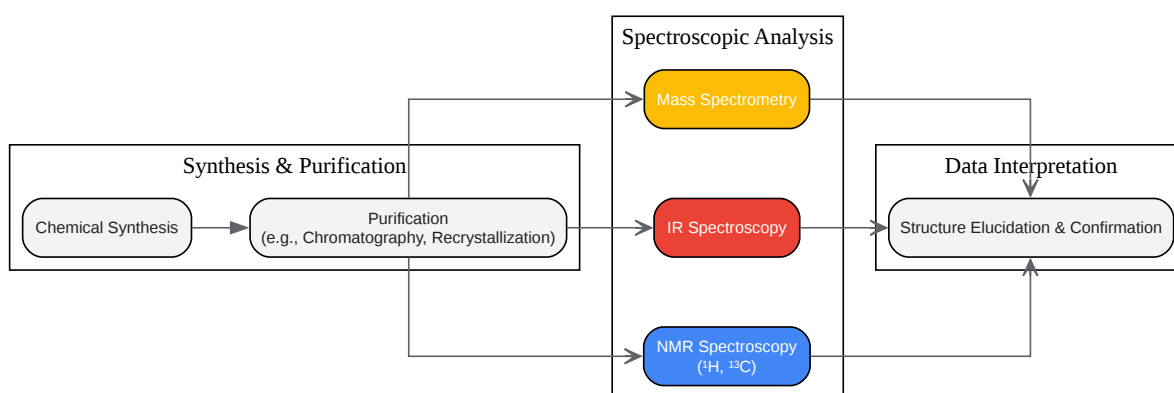 Spectroscopic Analysis
Mass Spectrometry
Synthesis & Purification
Data Interpretation
Chemical Synthesis
Purification
(e.g., Chromatography, Recrystallization)
IR Spectroscopy
Structure Elucidation & Confirmation
NMR Spectroscopy
(¹H, ¹³C)